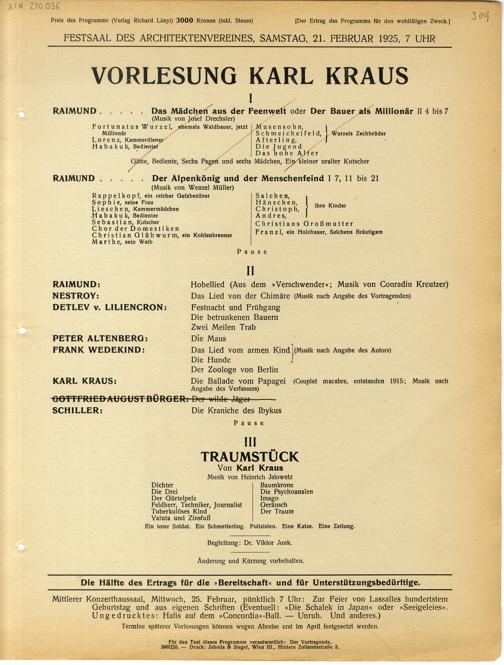 H.I.N. 240.036
309
Preis des Programms (Verlag Richard Lányi) 3000 Kronen (inkl. Steuer) [Der Ertrag des Programms für den wohltätigen Zweck.]
FESTSAAL DES ARCHITEKTENVEREINES, SAMSTAG, 21. FEBRUAR 1925, 7 UHR
VORLESUNG KARL KRAUS
I
RAIMUND . . . . . Das Mädchen aus der Feenwelt oder Der Bauer als Millionär II 4 bis 7
(Musik von Josef Drechsler)
Fortunatus Wurzel, ehemals Waldbauer, jetzt
Millionär
Lorenz, Kammerdiener
Habakuk, Bedienter
Musensohn,
Schmeichelfeld,
Afterling,
Wurzels Zechbrüder
Die Jugend
Das hohe Alter
Gäste, Bediente, Sechs Pagen und sechs Mädchen, Ein kleiner uralter Kutscher
RAIMUND . . . . . Der Alpenkönig und der Menschenfeind I 7, 11 bis 21
(Musik von Wenzel Müller)
Rappelkopf, ein reicher Gutsbesitzer
Sophie, seine Frau
Lieschen, Kammermädchen
Habakuk, Bedienter
Sebastian, Kutscher
Chor der Domestiken
Christian Glühwurm, ein Kohlenbrenner
Marthe, sein Weib
Salchen,
Hänschen,
Christoph,
Andres,
ihre Kinder
Christians Großmutter
Franzl, ein Holzhauer, Salchens Bräutigam
Pause
II
RAIMUND: Hobellied (Aus dem »Verschwender«; Musik von Conradin Kreutzer)
NESTROY: Das Lied von der Chimäre (Musik nach Angabe des Vortragenden)
DETLEV v. LILIENCRON: Festnacht und Frühgang
Die betrunkenen Bauern
Zwei Meilen Trab
PETER ALTENBERG: Die Maus
FRANK WEDEKIND: Das Lied vom armen Kind (Musik nach Angabe des Autors)
Die Hunde
Der Zoologe von Berlin
KARL KRAUS: Die Ballade vom Papagei (Couplet macabre, entstanden 1915; Musik nach
Angabe des Verfassers)
GOTTFRIED AUGUST BÜRGER: Der wilde Jäger
SCHILLER: Die Kraniche des Ibykus
Pause
III
TRAUMSTÜCK
Von Karl Kraus
Musik von Heinrich Jalowetz
Dichter
Die Drei
Der Gürtelpelz
Feldherr, Techniker, Journalist
Tuberkulöses Kind
Valuta und Zinsfuß
Baumkrone
Die Psychoanalen
Imago
Geräusch
Der Traum
Ein toter Soldat. Ein Schmetterling. Polizisten. Eine Katze. Eine Zeitung.
Begleitung: Dr. Viktor Junk.
Änderung und Kürzung vorbehalten.
Die Hälfte des Ertrags für die »Bereitschaft« und für Unterstützungsbedürftige.
Mittlerer Konzerthaussaal, Mittwoch, 25. Februar, pünktlich 7 Uhr: Zur Feier von Lassalles hundertstem
Geburtstag und aus eigenen Schriften (Eventuell: »Die Schalek in Japan« oder »Seeigeleies«.
Ungedrucktes: Hatis auf dem »Concordia«-Ball. — Unruh. Und anderes.)
Termine späterer Vorlesungen können wegen Abreise erst im April festgesetzt werden.
Für den Text dieses Programms verantwortlich: Der Vortragende.
Druck: Jahoda & Siegel, Wien III., Hintere Zollamtsstraße 3.